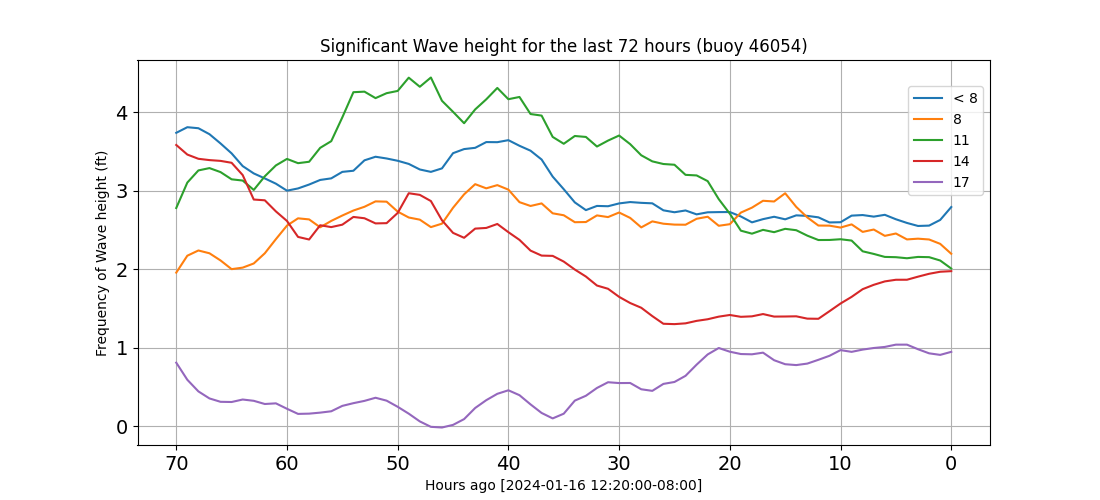 Significant Wave height for the last 72 hours (buoy 46054)
Frequency of Wave height (ft)
4
3
2
1
0
< 8
8
11
14
17
70 60 50 40 30 20 10 0
Hours ago [2024-01-16 12:20:00-08:00]